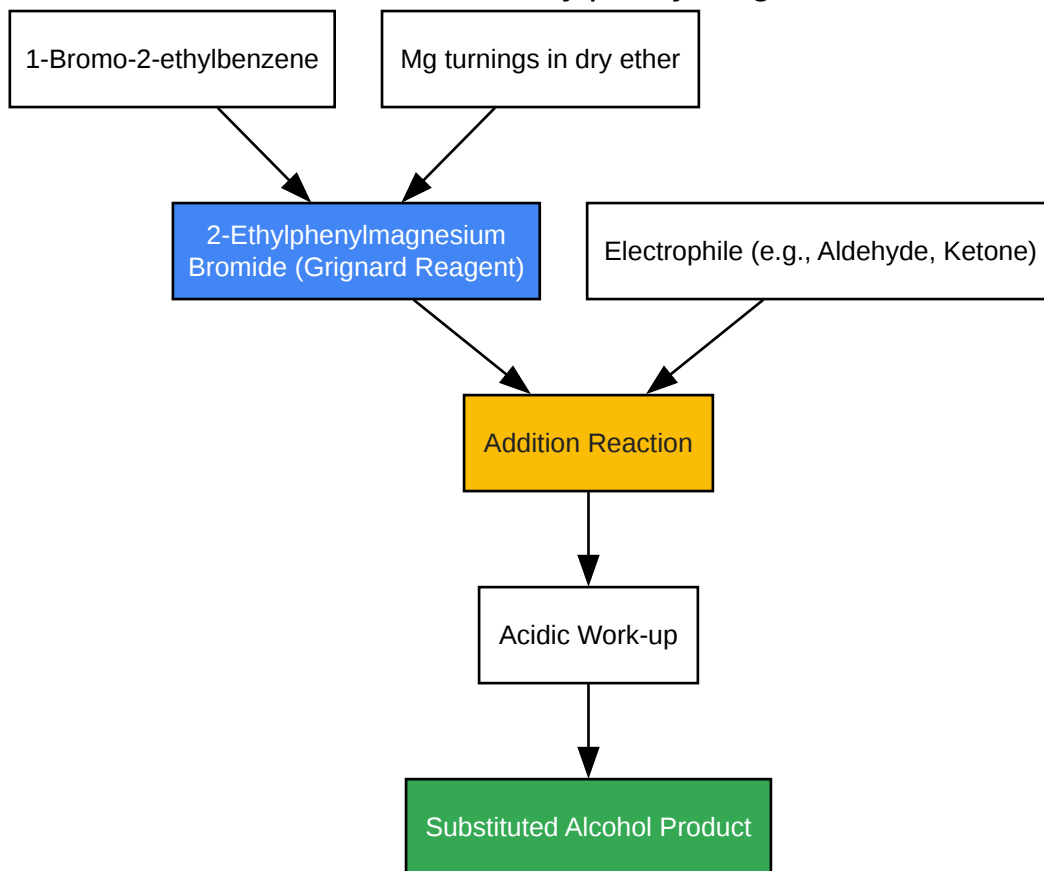 1-Bromo-2-ethylbenzene
Mg turnings in dry ether
2-Ethylphenylmagnesium
Bromide (Grignard Reagent)
Electrophile (e.g., Aldehyde, Ketone)
Addition Reaction
Acidic Work-up
Substituted Alcohol Product